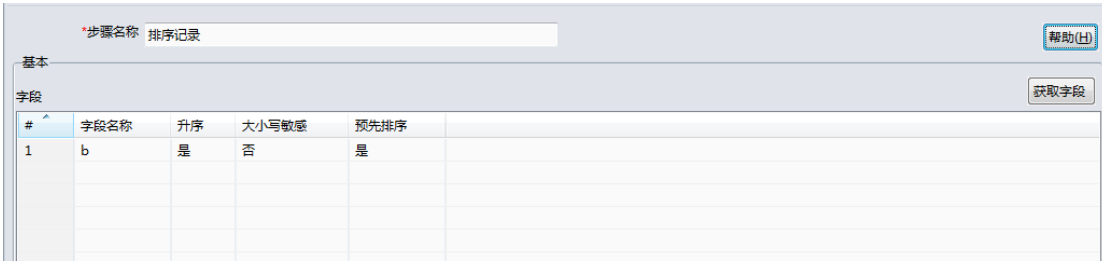 *步骤名称 排序记录
帮助(H)
基本
获取字段
字段
# 字段名称 升序 大小写敏感 预先排序
1 b 是 否 是